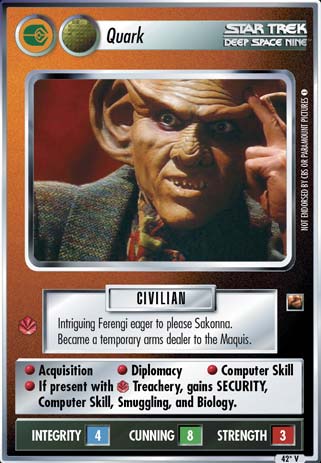 Quark
STAR TREK
DEEP SPACE NINE
NOT ENDORSED BY CBS OR PARAMOUNT PICTURES
CIVILIAN
Intriguing Ferengi eager to please Sakonna.
Became a temporary arms dealer to the Maquis.
• Acquisition • Diplomacy • Computer Skill
• If present with Treachery, gains SECURITY,
Computer Skill, Smuggling, and Biology.
INTEGRITY 4 CUNNING 8 STRENGTH 3
42* V